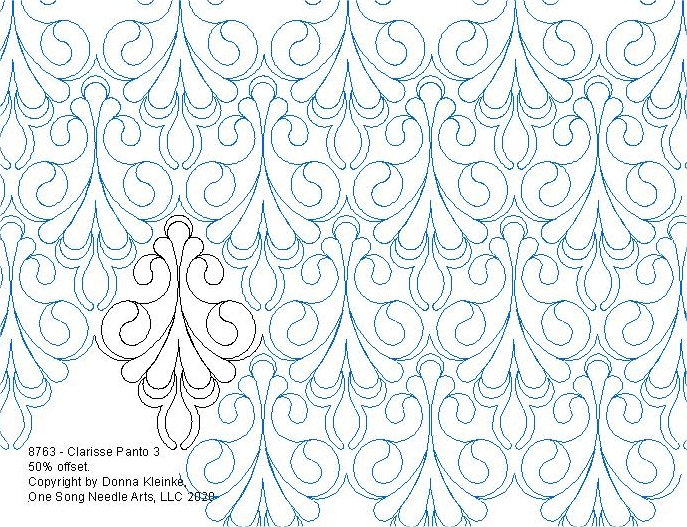 8763 - Clarisse Panto 3
50% offset.
Copyright by Donna Kleinke,
One Song Needle Arts, LLC 2020